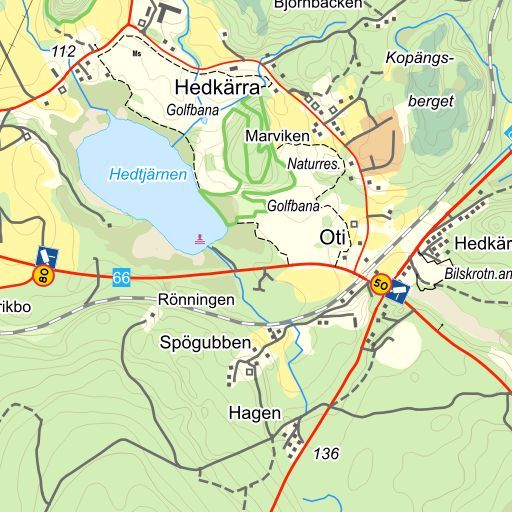 Björnbacken
112
Kopängs-
berget
Hedkärra
Golfbana
Marviken
Hedtjärnen
Naturres.
Golfbana
Oti
Hedkär
Bilskrotn.an
80
66
50
rikbo
Rönningen
Spögubben
Hagen
136